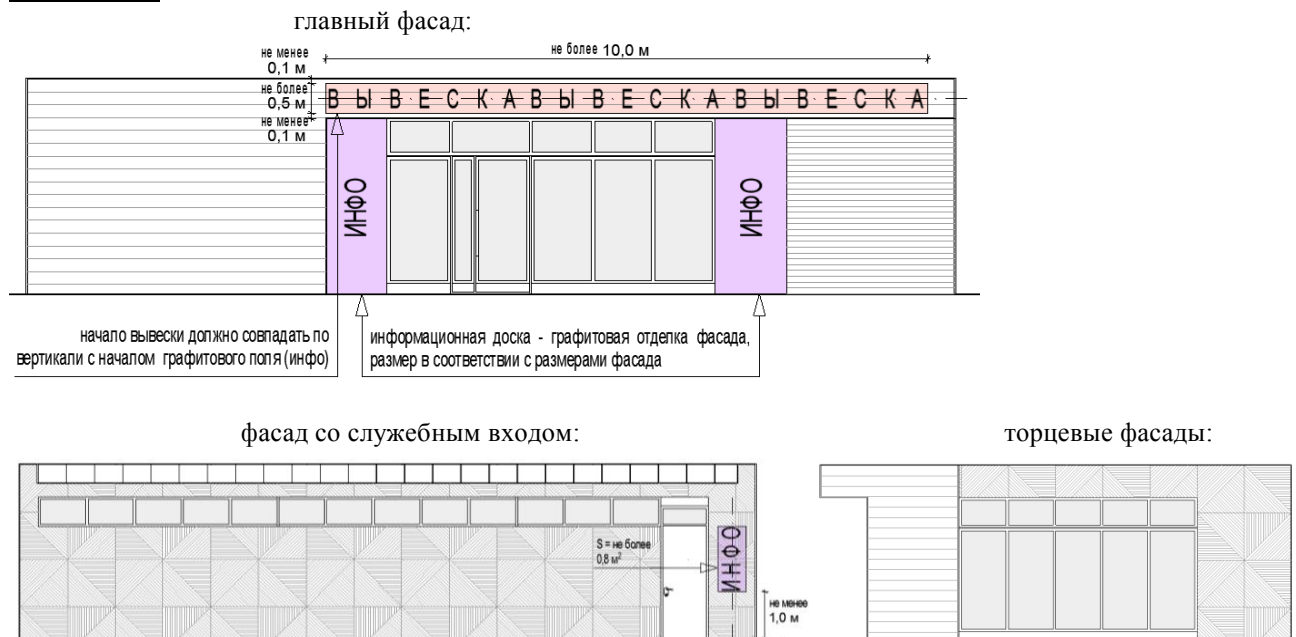 главный фасад:
не менее
0,1 м
не более 10,0 м
не более
0,5 м
ВЫВЕСКАВЫВЕСКАВЫВЕСКА
не менее
0,1 м
ИНФО
ИНФО
начало вывески должно совпадать по
вертикали с началом графитового поля (инфо)
информационная доска - графитовая отделка фасада,
размер в соответствии с размерами фасада
фасад со служебным входом:
торцевые фасады:
S = не более
0,8 м²
ИНФО
не менее
1,0 м